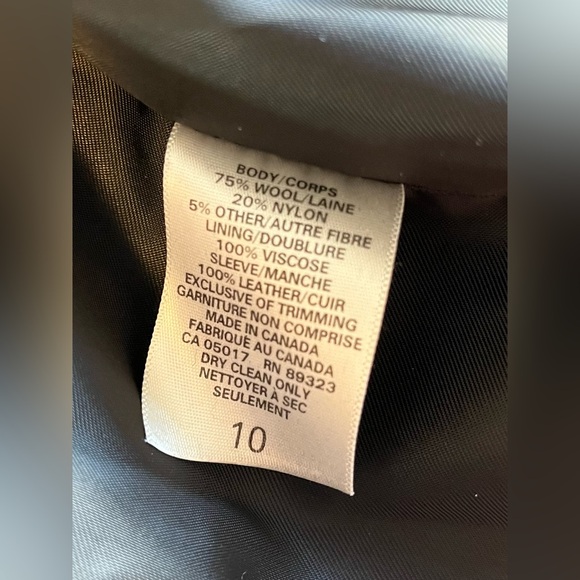 BODY/CORPS
75% WOOL/LAINE
20% NYLON
5% OTHER/AUTRE FIBRE
LINING/DOUBLURE
100% VISCOSE
SLEEVE/MANCHE
100% LEATHER/CUIR
EXCLUSIVE OF TRIMMING
GARNITURE NON COMPRISE
MADE IN CANADA
FABRIQUÉ AU CANADA
CA 05017 RN 89323
DRY CLEAN ONLY
NETTOYER A SEC
SEULEMENT
10